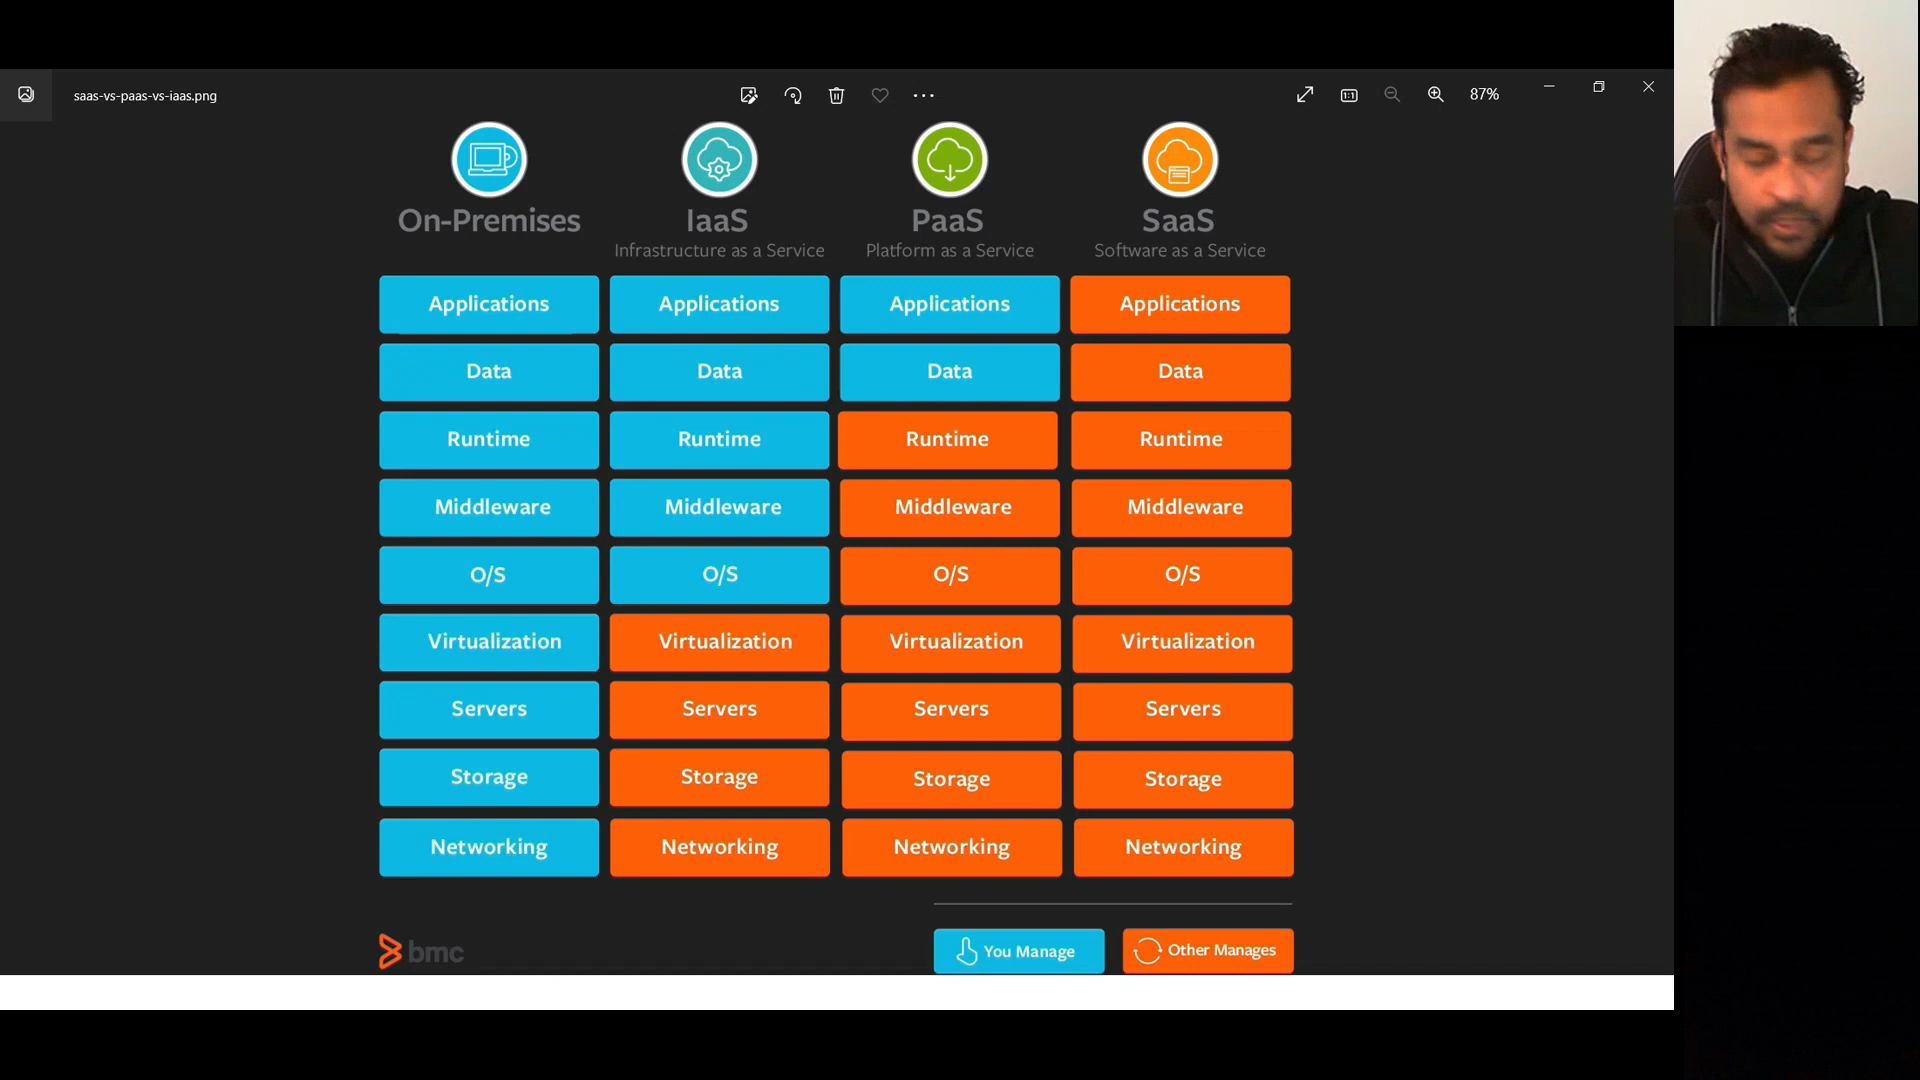 saas-vs-paas-vs-iaas.png
87%
On-Premises IaaS PaaS SaaS
Infrastructure as a Service Platform as a Service Software as a Service
Applications Applications Applications Applications
Data Data Data Data
Runtime Runtime Runtime Runtime
Middleware Middleware Middleware Middleware
O/S O/S O/S O/S
Virtualization Virtualization Virtualization Virtualization
Servers Servers Servers Servers
Storage Storage Storage Storage
Networking Networking Networking Networking
bmc You Manage Other Manages